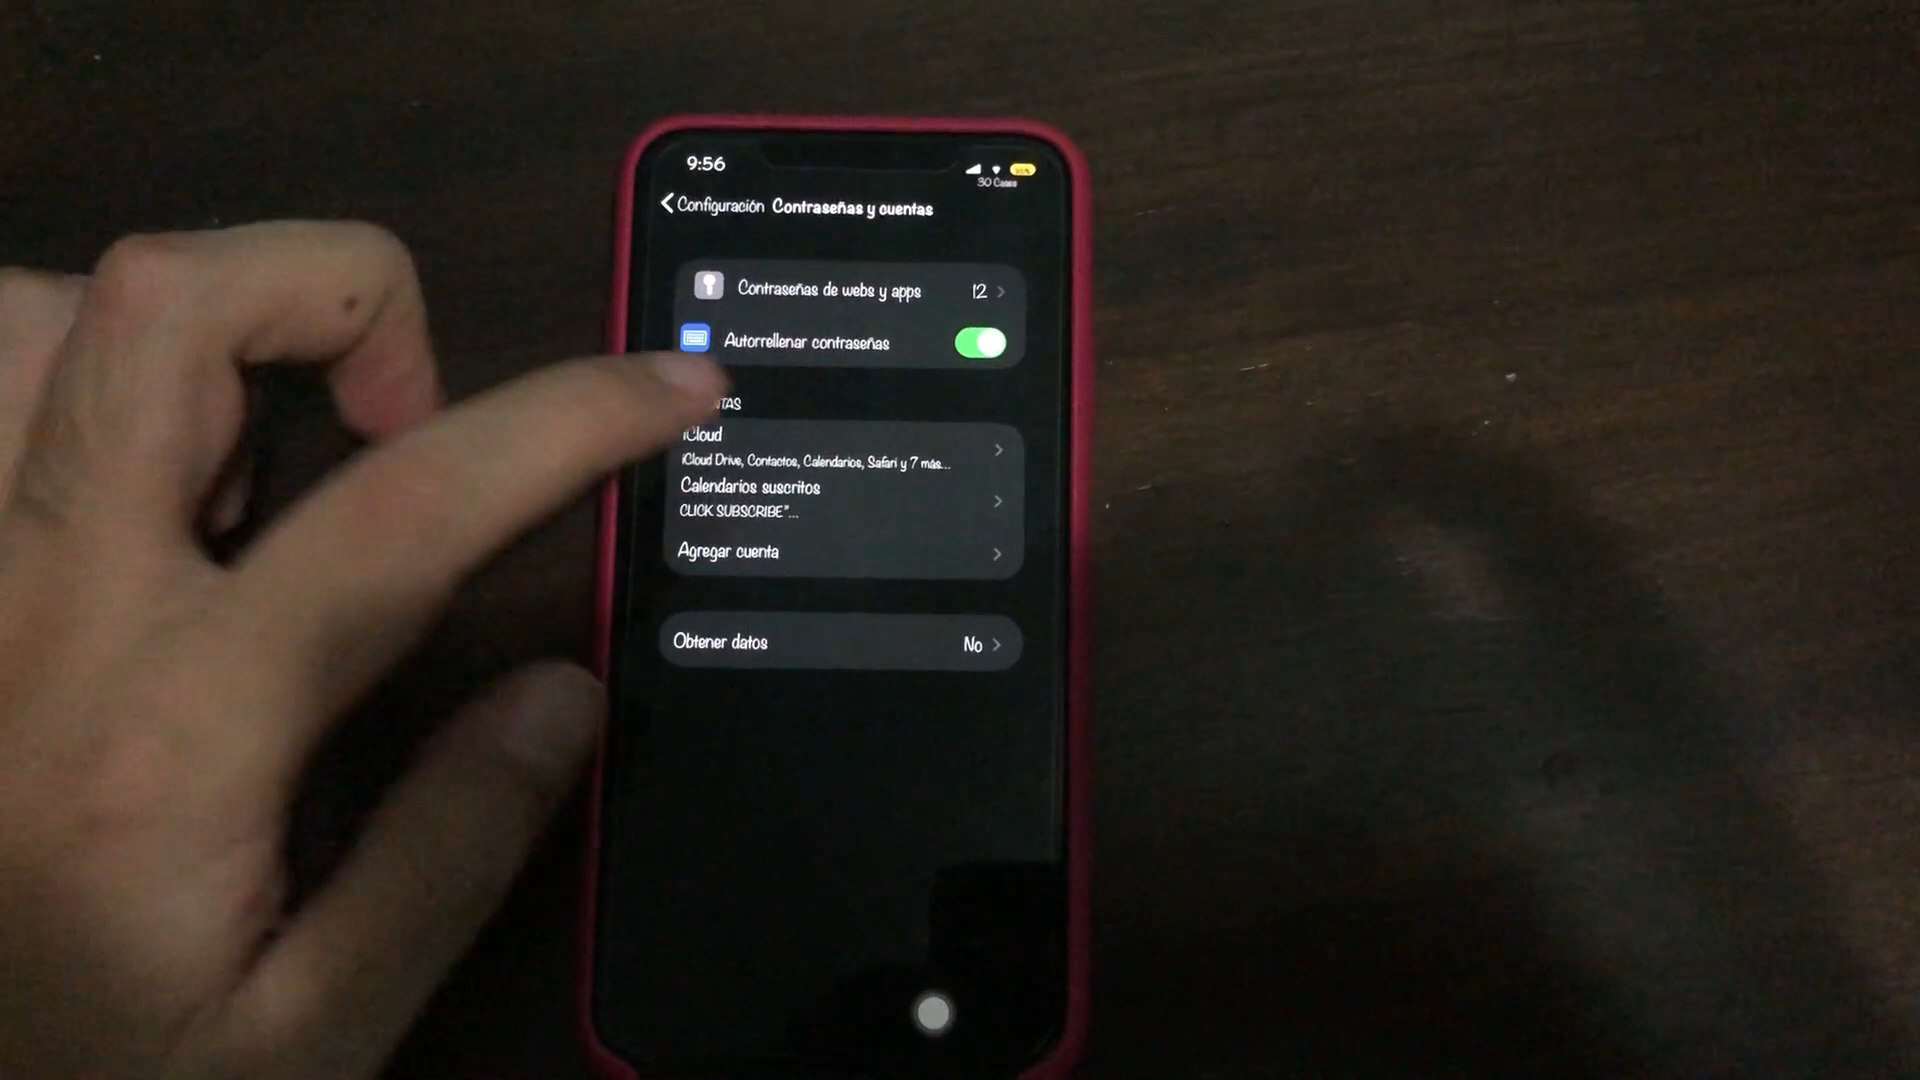 9:56
Configuración Contraseñas y cuentas
Contraseñas de webs y apps 12
Autorrellenar contraseñas
NTAS
iCloud
iCloud Drive, Contactos, Calendarios, Safari y 7 más...
Calendarios suscritos
CLICK SUBSCRIBE"...
Agregar cuenta
Obtener datos No